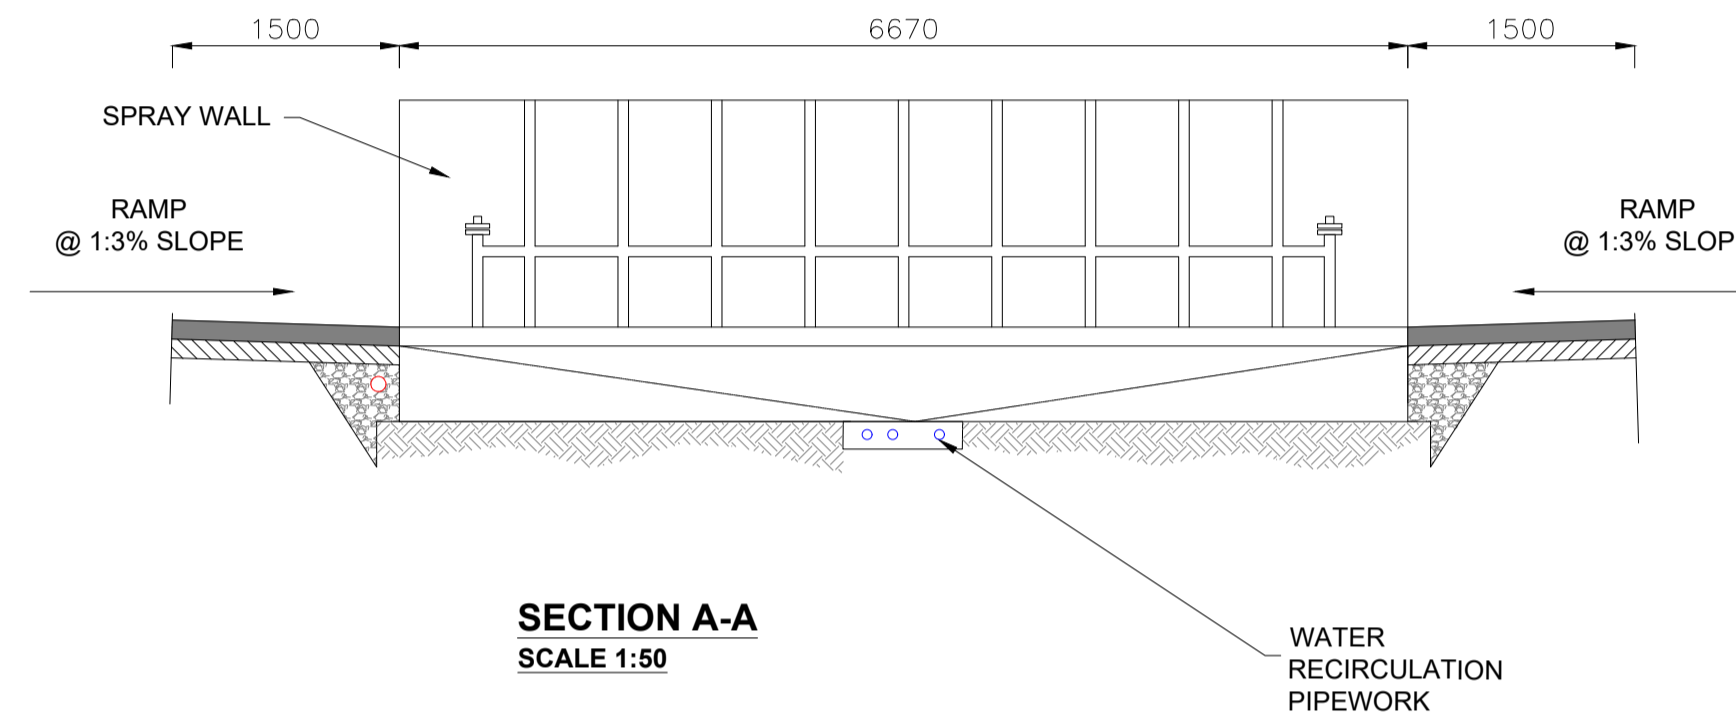 1500
6670
1500
SPRAY WALL
RAMP
@ 1:3% SLOPE
RAMP
@ 1:3% SLOP
SECTION A-A
SCALE 1:50
WATER
RECIRCULATION
PIPEWORK